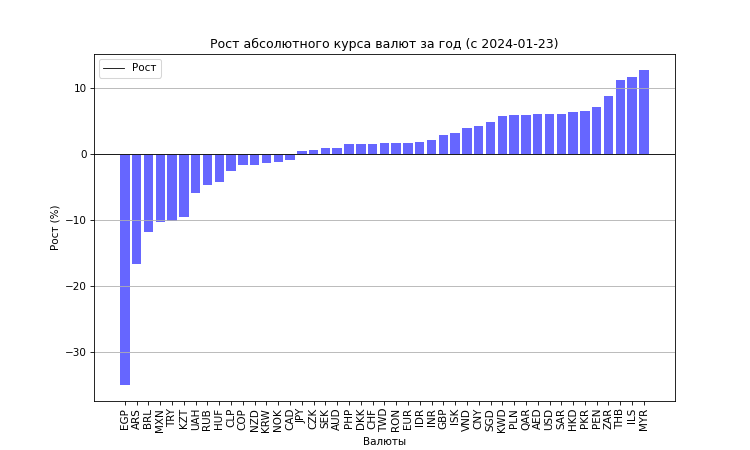 Рост абсолютного курса валют за год (с 2024-01-23)
Рост
10
0
−10
−20
−30
Рост (%)
EGP ARS BRL MXN TRY KZT UAH RUB HUF CLP COP NZD KRW NOK CAD JPY CZK SEK AUD PHP DKK CHF TWD RON EUR IDR INR GBP ISK VND CNY SGD KWD PLN QAR AED USD SAR HKD PKR PEN ZAR THB ILS MYR
Валюты